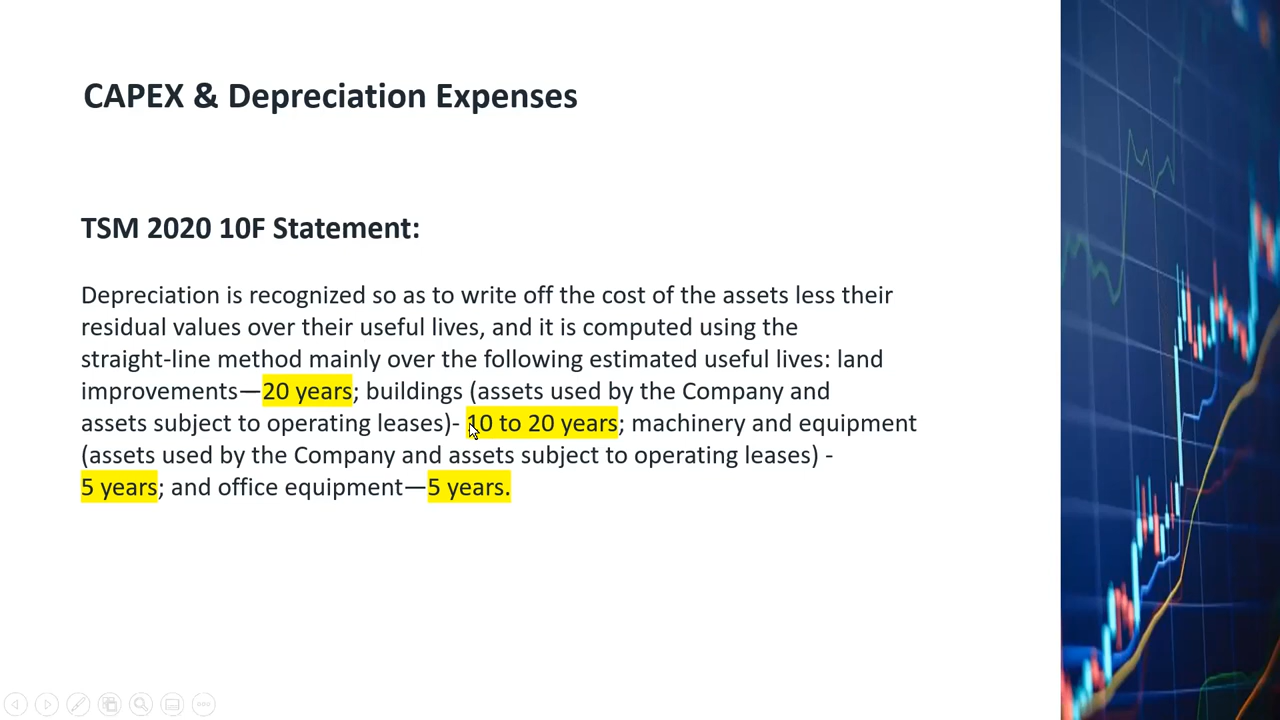 CAPEX & Depreciation Expenses
TSM 2020 10F Statement:
Depreciation is recognized so as to write off the cost of the assets less their
residual values over their useful lives, and it is computed using the
straight-line method mainly over the following estimated useful lives: land
improvements—20 years; buildings (assets used by the Company and
assets subject to operating leases)- 10 to 20 years; machinery and equipment
(assets used by the Company and assets subject to operating leases) -
5 years; and office equipment—5 years.